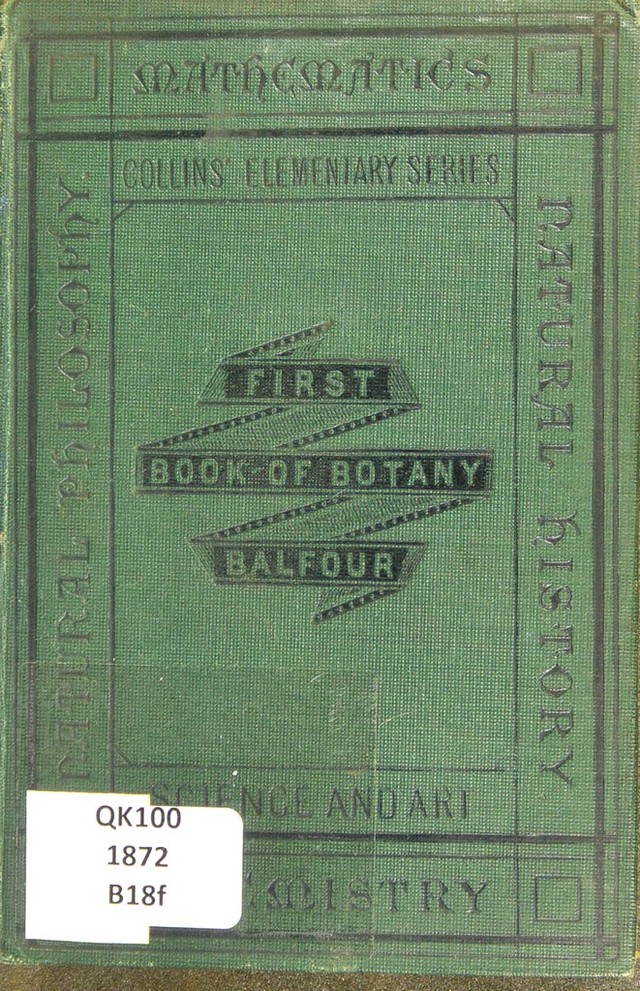 MATHEMATICS
COLLINS' ELEMENTARY SERIES
NATURAL PHILOSOPHY.
NATURAL HISTORY
FIRST
BOOK OF BOTANY
BALFOUR
SCIENCE AND ART
QK100
1872
B18f